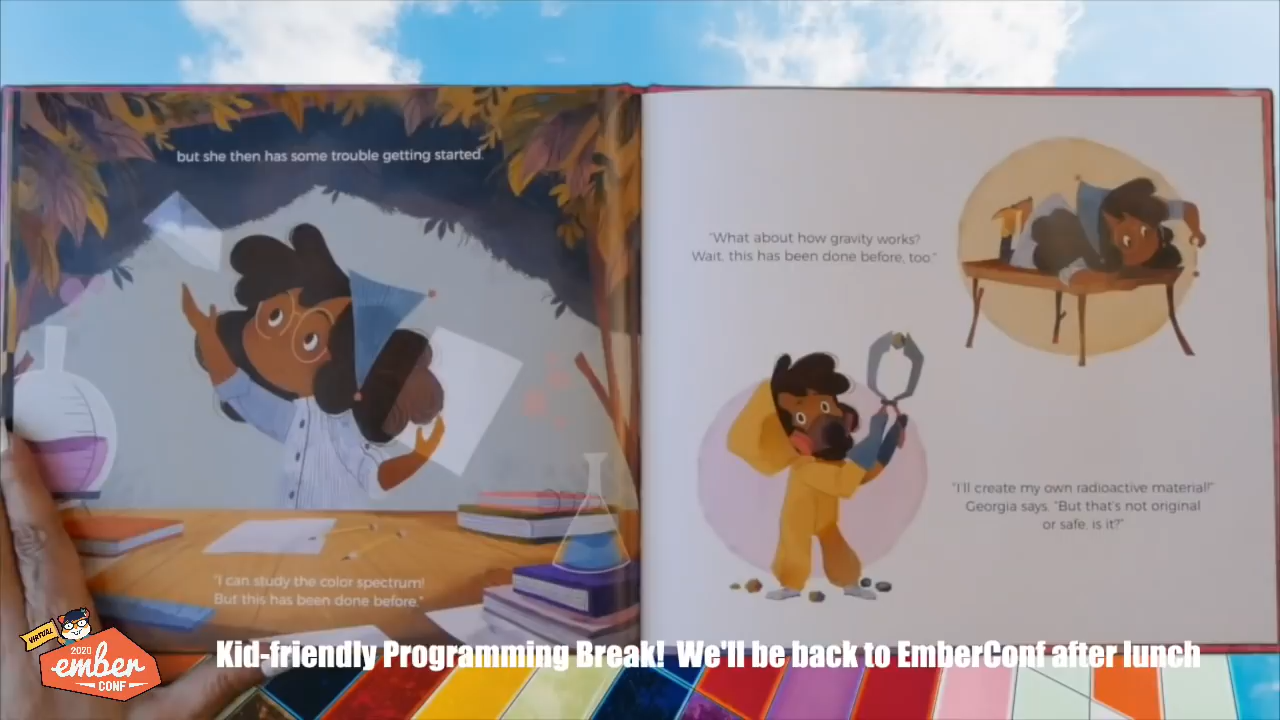 but she then has some trouble getting started.
"I can study the color spectrum!
But this has been done before."
"What about how gravity works?
Wait, this has been done before, too."
"I'll create my own radioactive material!"
Georgia says. "But that's not original
or safe, is it?"
VIRTUAL
2020
ember
CONF
Kid-friendly Programming Break! We'll be back to EmberConf after lunch